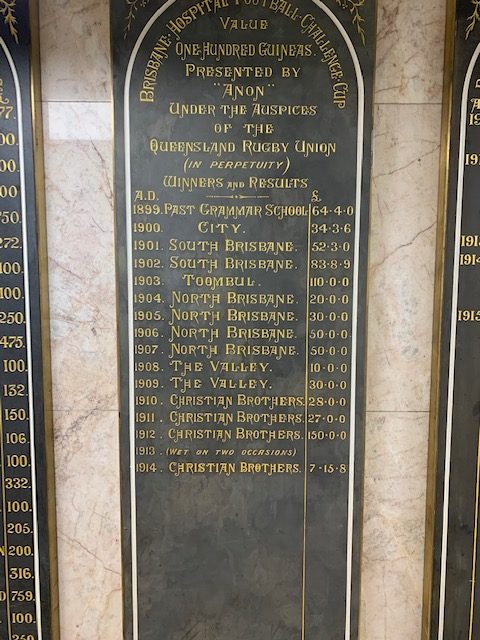 Brisbane Hospital Football Challenge Cup
Value
One Hundred Guineas.
Presented by
"Anon"
Under the Auspices
of the
Queensland Rugby Union
(in perpetuity)
Winners and Results
A.D. £
1899. Past Grammar School 64-4-0
1900. City. 34-3-6
1901. South Brisbane. 52-3-0
1902. South Brisbane. 83-8-9
1903. Toombul. 110-0-0
1904. North Brisbane. 20-0-0
1905. North Brisbane. 30-0-0
1906. North Brisbane. 50-0-0
1907. North Brisbane. 50-0-0
1908. The Valley. 10-0-0
1909. The Valley. 30-0-0
1910. Christian Brothers. 28-0-0
1911. Christian Brothers. 27-0-0
1912. Christian Brothers. 150-0-0
1913. (Wet on two occasions)
1914. Christian Brothers. 7-15-8